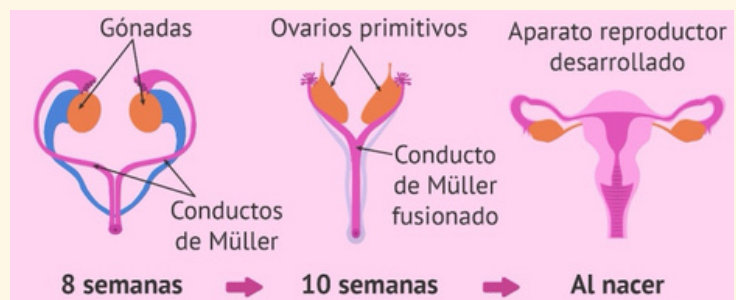 Gónadas
Ovarios primitivos
Aparato reproductor
desarrollado
Conductos
de Müller
Conducto
de Müller
fusionado
8 semanas
10 semanas
Al nacer